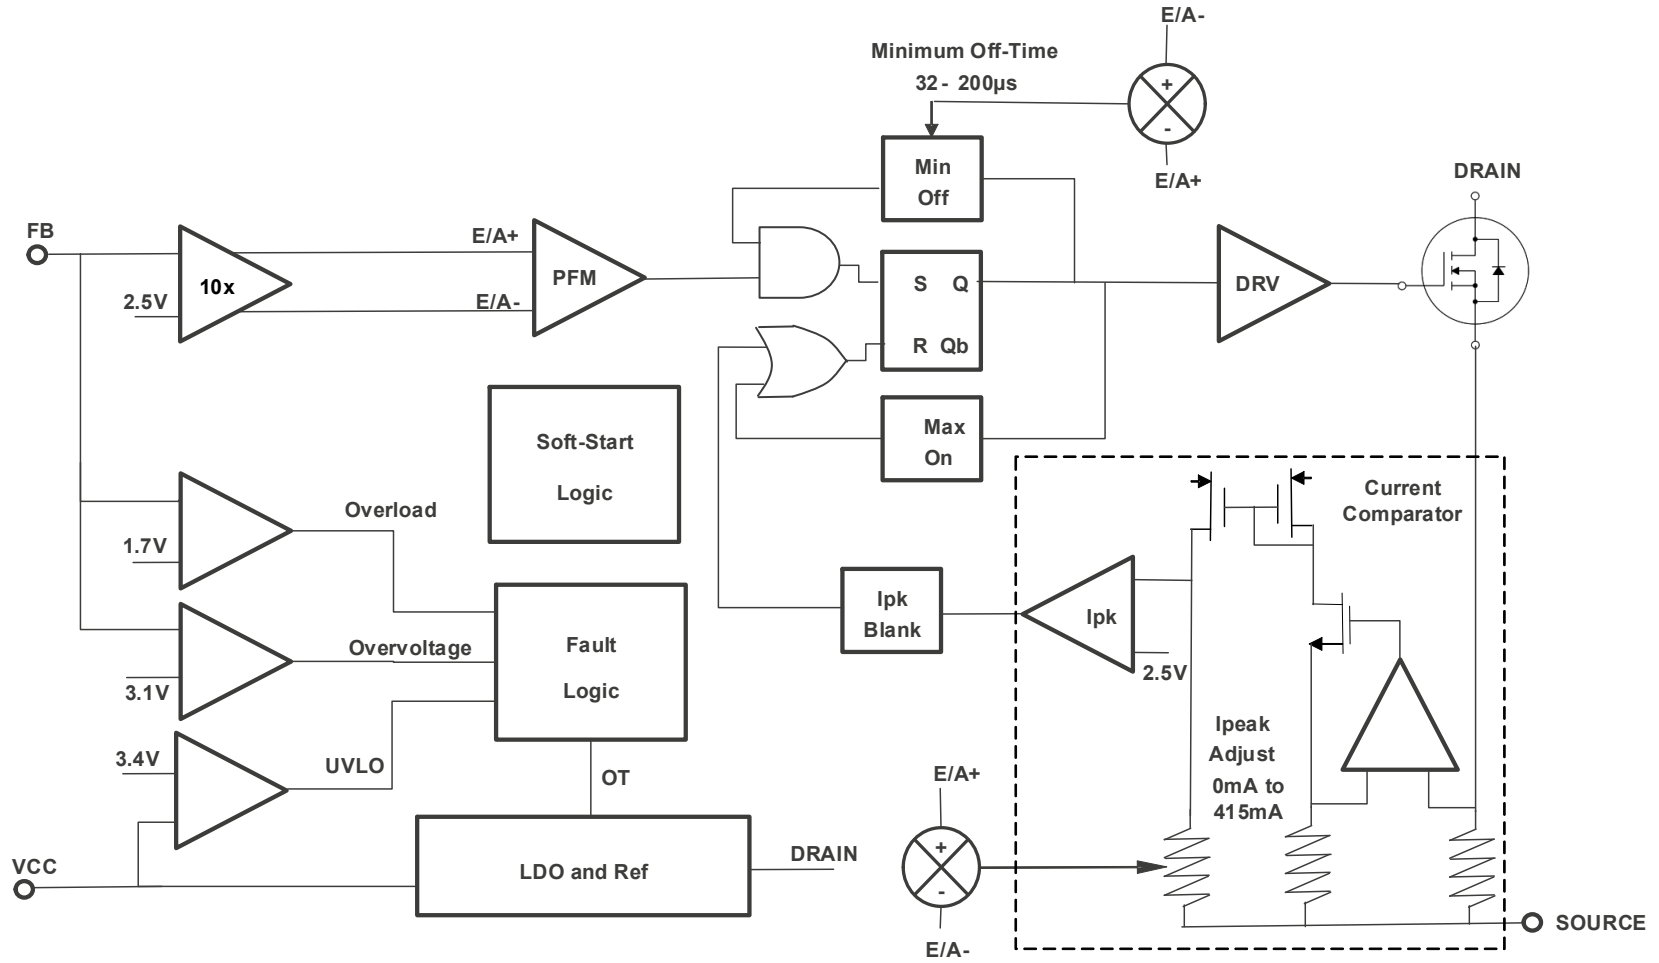 E/A-
Minimum Off-Time
32 - 200µs
+
-
E/A+
Min
Off
DRAIN
FB
E/A+
10x
PFM
2.5V
E/A-
S Q
R Qb
DRV
Max
On
Soft-Start
Logic
Current
Comparator
Overload
1.7V
Ipk
Blank
Ipk
2.5V
Fault
Logic
Overvoltage
3.1V
Ipeak
Adjust
0mA to
415mA
3.4V
UVLO
OT
E/A+
+
-
E/A-
VCC
LDO and Ref
DRAIN
SOURCE